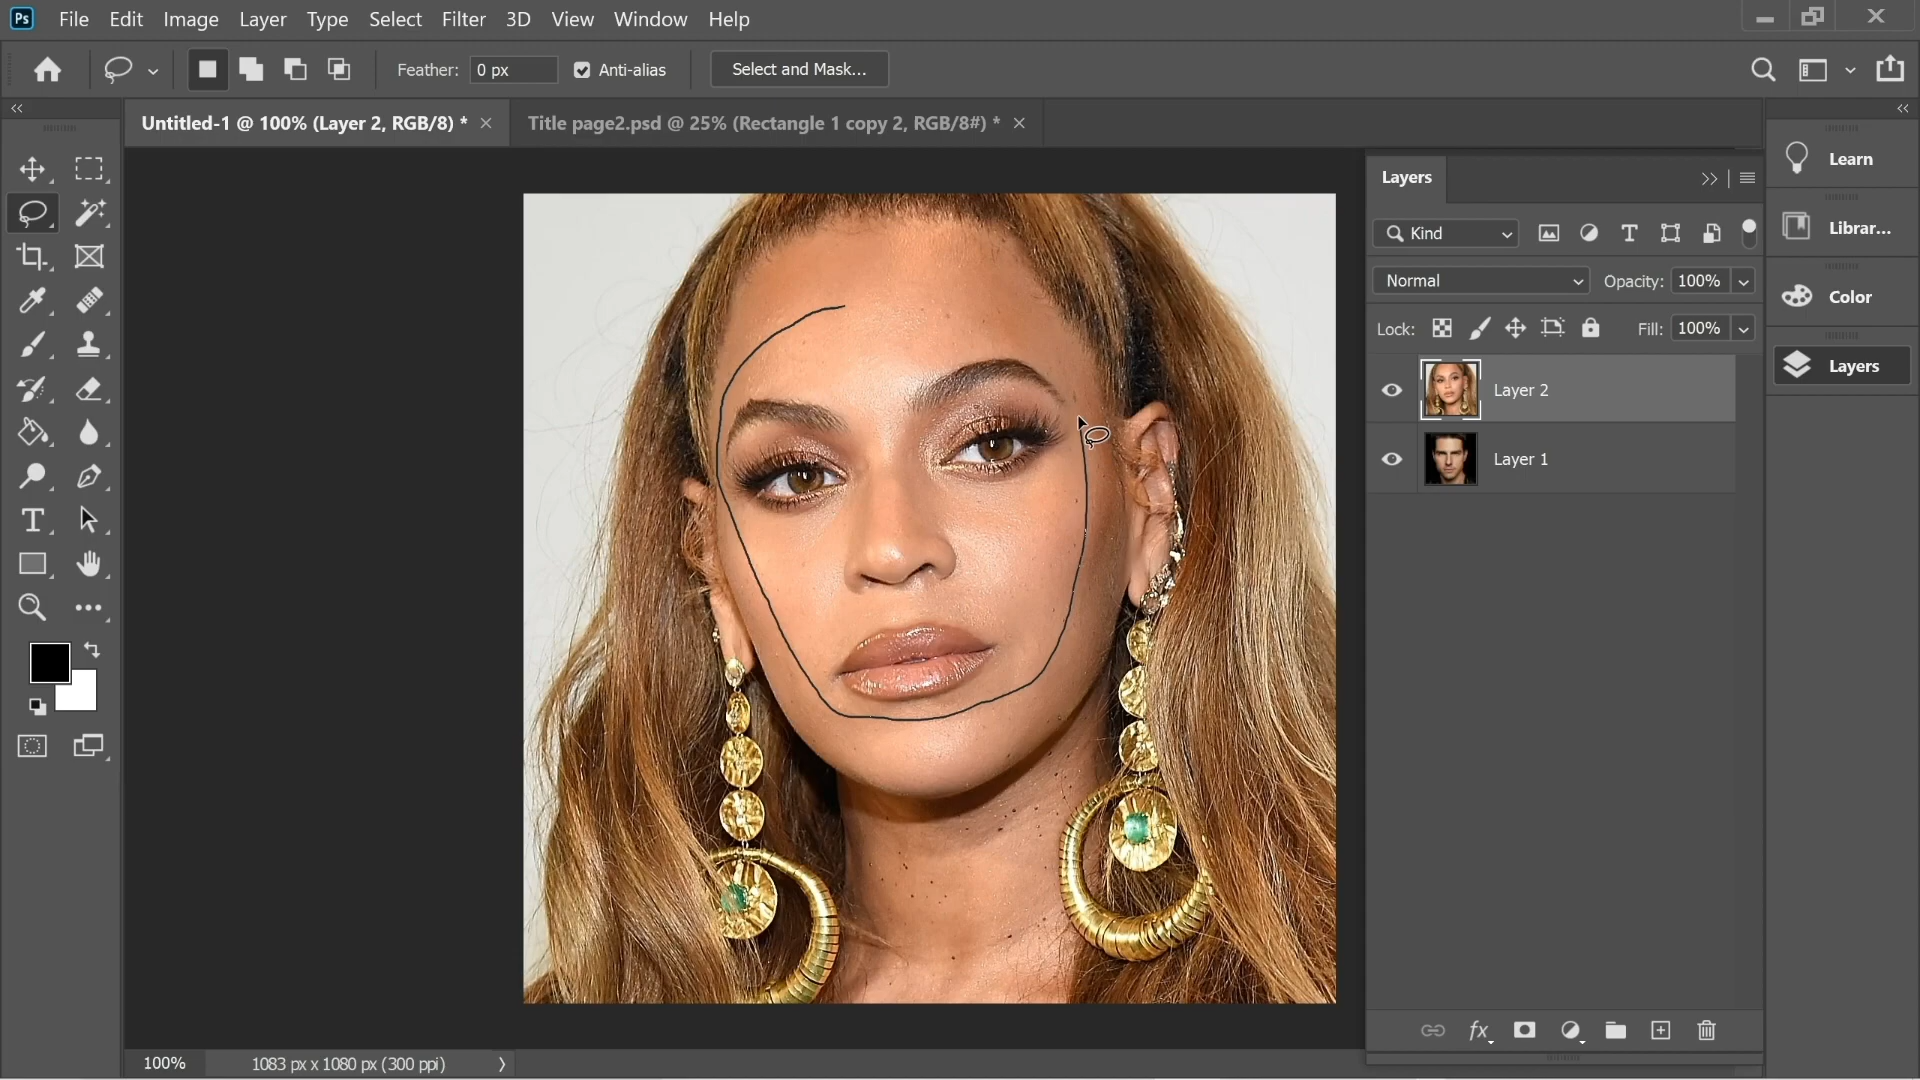 Ps File Edit Image Layer Type Select Filter 3D View Window Help
Feather: 0 px Anti-alias Select and Mask...
Untitled-1 @ 100% (Layer 2, RGB/8) * × Title page2.psd @ 25% (Rectangle 1 copy 2, RGB/8#) * ×
Layers
Learn
Kind
Librar...
Normal Opacity: 100%
Color
Lock: Fill: 100%
Layers
Layer 2
Layer 1
fx
100% 1083 px x 1080 px (300 ppi)